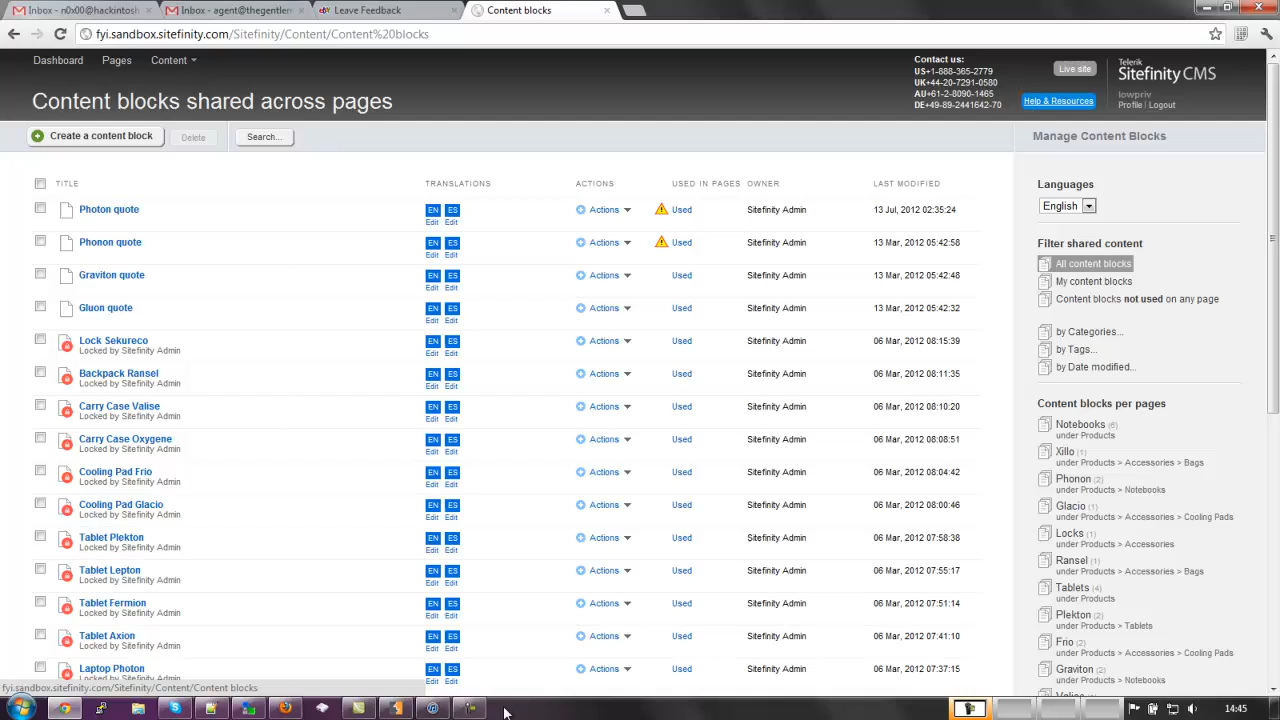 Inbox - n0x00@hackintosh
Inbox - agent@thegentlem
Leave Feedback
Content blocks
fyi.sandbox.sitefinity.com/Sitefinity/Content/Content%20blocks
Dashboard Pages Content
Contact us:
US+1-888-365-2779
UK+44-20-7291-0580
AU+61-2-8090-1465
DE+49-89-2441642-70
Live site
Help & Resources
Telerik
Sitefinity CMS
lowpriv
Profile | Logout
Content blocks shared across pages
Create a content block Delete Search...
TITLE TRANSLATIONS ACTIONS USED IN PAGES OWNER LAST MODIFIED
Photon quote EN ES Actions Used Sitefinity Admin 13 Jul, 2012 02:35:24
Edit Edit
Phonon quote EN ES Actions Used Sitefinity Admin 13 Mar, 2012 05:42:58
Edit Edit
Graviton quote EN ES Actions Used Sitefinity Admin 13 Mar, 2012 05:42:48
Edit Edit
Gluon quote EN ES Actions Used Sitefinity Admin 13 Mar, 2012 05:42:32
Edit Edit
Lock Sekureco EN ES Actions Used Sitefinity Admin 06 Mar, 2012 08:15:39
Locked by Sitefinity Admin Edit Edit
Backpack Ransel EN ES Actions Used Sitefinity Admin 06 Mar, 2012 08:11:35
Locked by Sitefinity Admin Edit Edit
Carry Case Valise EN ES Actions Used Sitefinity Admin 06 Mar, 2012 08:10:20
Locked by Sitefinity Admin Edit Edit
Carry Case Oxygene EN ES Actions Used Sitefinity Admin 06 Mar, 2012 08:08:51
Locked by Sitefinity Admin Edit Edit
Cooling Pad Frio EN ES Actions Used Sitefinity Admin 06 Mar, 2012 08:04:42
Locked by Sitefinity Admin Edit Edit
Cooling Pad Glacio EN ES Actions Used Sitefinity Admin 06 Mar, 2012 08:00:46
Locked by Sitefinity Admin Edit Edit
Tablet Plekton EN ES Actions Used Sitefinity Admin 06 Mar, 2012 07:58:38
Locked by Sitefinity Admin Edit Edit
Tablet Lepton EN ES Actions Used Sitefinity Admin 06 Mar, 2012 07:55:17
Locked by Sitefinity Admin Edit Edit
Tablet Fermion EN ES Actions Used Sitefinity Admin 06 Mar, 2012 07:51:14
Locked by Sitefinity Admin Edit Edit
Tablet Axion EN ES Actions Used Sitefinity Admin 06 Mar, 2012 07:41:10
Locked by Sitefinity Admin Edit Edit
Laptop Photon EN ES Actions Used Sitefinity Admin 06 Mar, 2012 07:37:15
Edit Edit
Manage Content Blocks
Languages
English
Filter shared content
All content blocks
My content blocks
Content blocks not used on any page
by Categories...
by Tags...
by Date modified...
Content blocks per pages
Notebooks (6)
under Products
Xillo (1)
under Products > Accessories > Bags
Phonon (2)
under Products > Notebooks
Glacio (1)
under Products > Accessories > Cooling Pads
Locks (1)
under Products > Accessories
Ransel (1)
under Products > Accessories > Bags
Tablets (4)
under Products
Plekton (2)
under Products > Tablets
Frio (2)
under Products > Accessories > Cooling Pads
Graviton (2)
under Products > Notebooks
fyi.sandbox.sitefinity.com/Sitefinity/Content/Content blocks
14:45